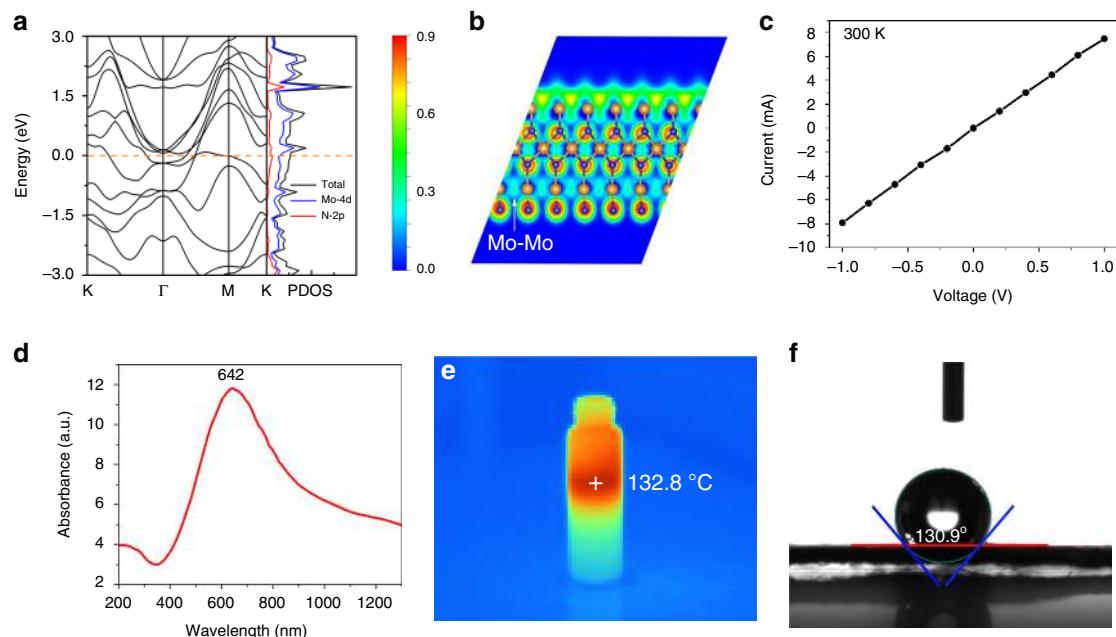 a
Energy (eV)
3.0
1.5
0.0
−1.5
−3.0
K
Γ
M
K
PDOS
Total
Mo-4d
N-2p
0.9
0.6
0.3
0.0
b
Mo-Mo
c
300 K
Current (mA)
8
6
4
2
0
−2
−4
−6
−8
−10
−1.0
−0.5
0.0
0.5
1.0
Voltage (V)
d
642
Absorbance (a.u.)
12
10
8
6
4
2
200
400
600
800
1000
1200
Wavelength (nm)
e
132.8 °C
f
130.9°